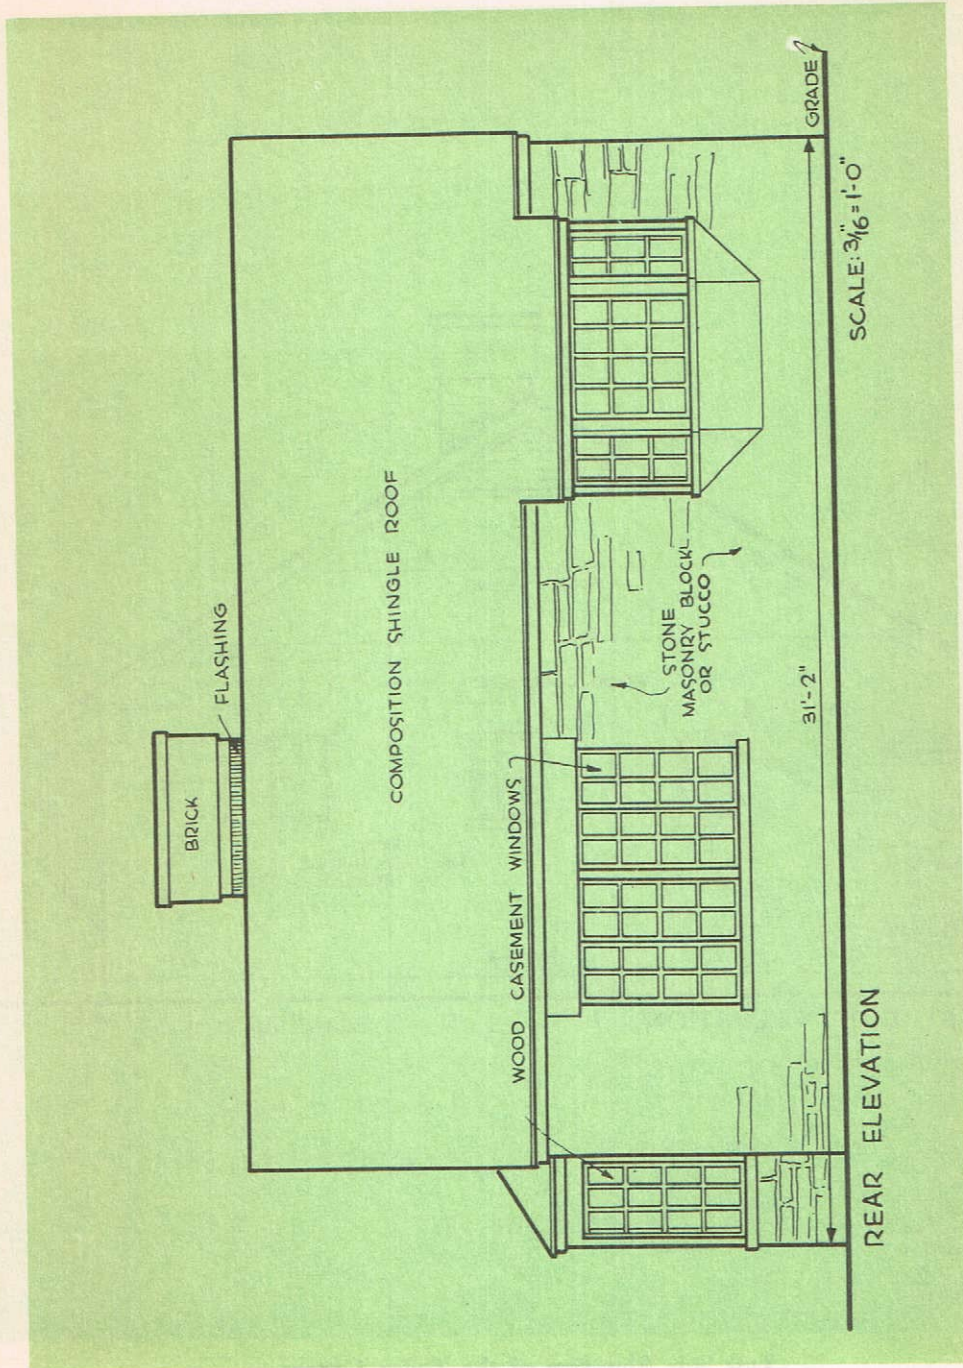 BRICK
FLASHING
COMPOSITION SHINGLE ROOF
WOOD CASEMENT WINDOWS
STONE
MASONRY BLOCK
OR STUCCO
31'-2"
GRADE
REAR ELEVATION
SCALE: 3/16" = 1'-0"